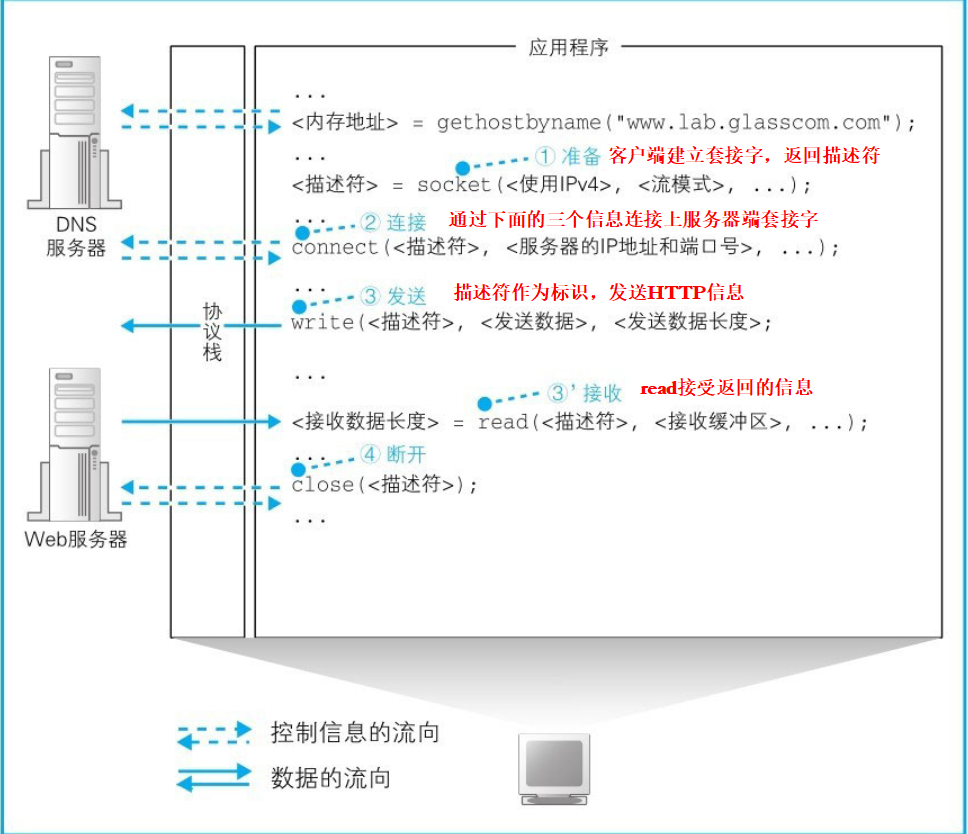 应用程序
...
<内存地址> = gethostbyname("www.lab.glasscom.com");
... ① 准备 客户端建立套接字，返回描述符
<描述符> = socket(<使用IPv4>, <流模式>, ...);
DNS
服务器
... ② 连接 通过下面的三个信息连接上服务器端套接字
connect(<描述符>, <服务器的IP地址和端口号>, ...);
... ③ 发送 描述符作为标识，发送HTTP信息
write(<描述符>, <发送数据>, <发送数据长度>;
协议栈
...
③’接收 read接受返回的信息
<接收数据长度> = read(<描述符>, <接收缓冲区>, ...);
... ④ 断开
close(<描述符>);
...
Web服务器
控制信息的流向
数据的流向